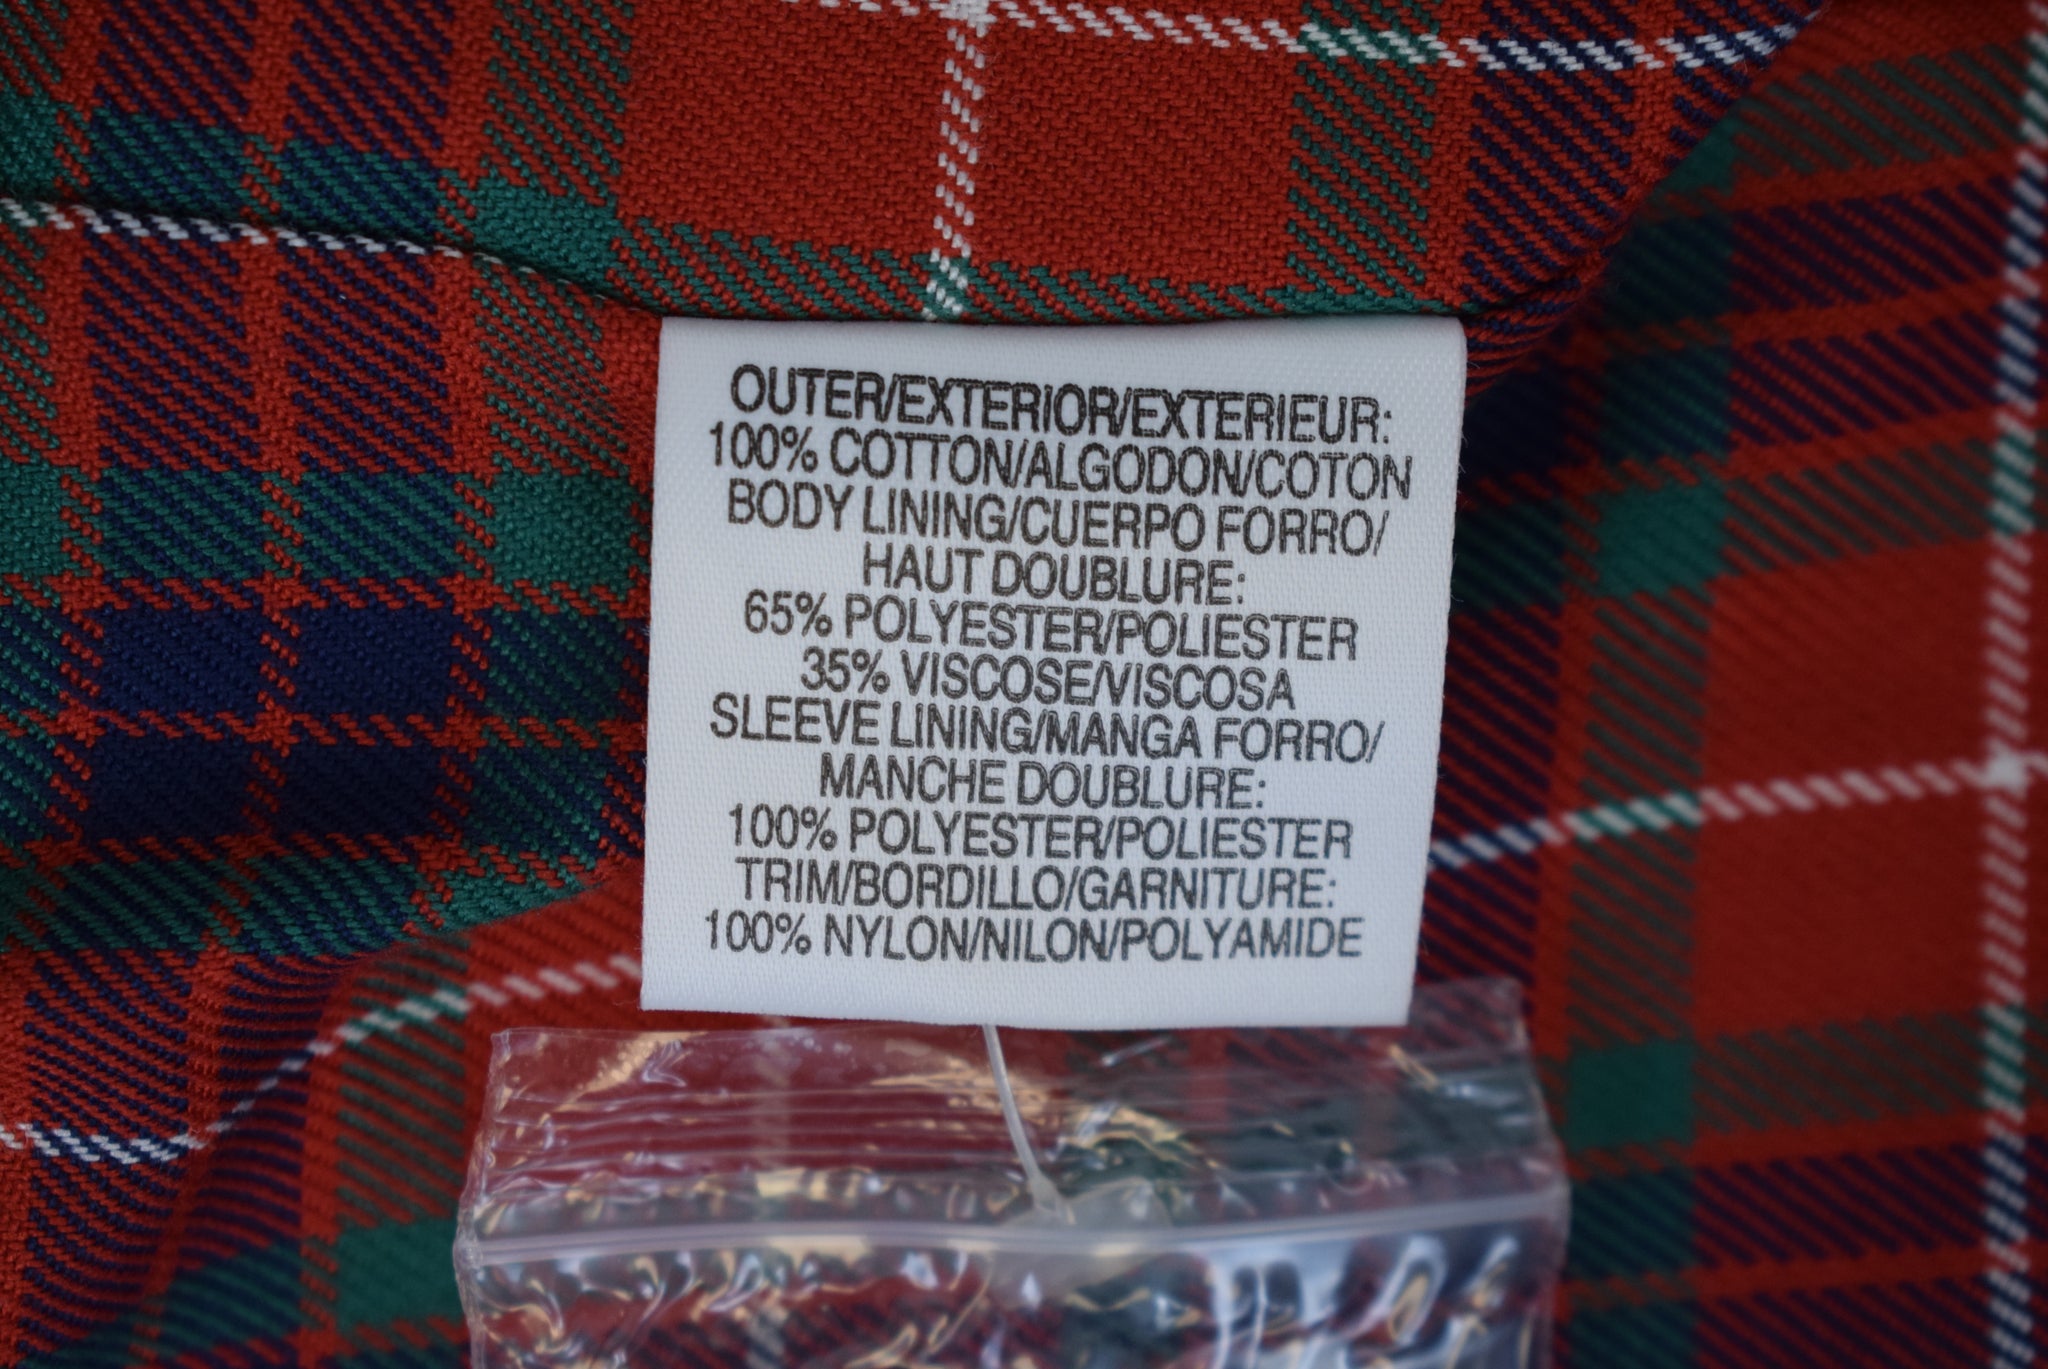 OUTER/EXTERIOR/EXTERIEUR:
100% COTTON/ALGODON/COTON
BODY LINING/CUERPO FORRO/
HAUT DOUBLURE:
65% POLYESTER/POLIESTER
35% VISCOSE/VISCOSA
SLEEVE LINING/MANGA FORRO/
MANCHE DOUBLURE:
100% POLYESTER/POLIESTER
TRIM/BORDILLO/GARNITURE:
100% NYLON/NILON/POLYAMIDE